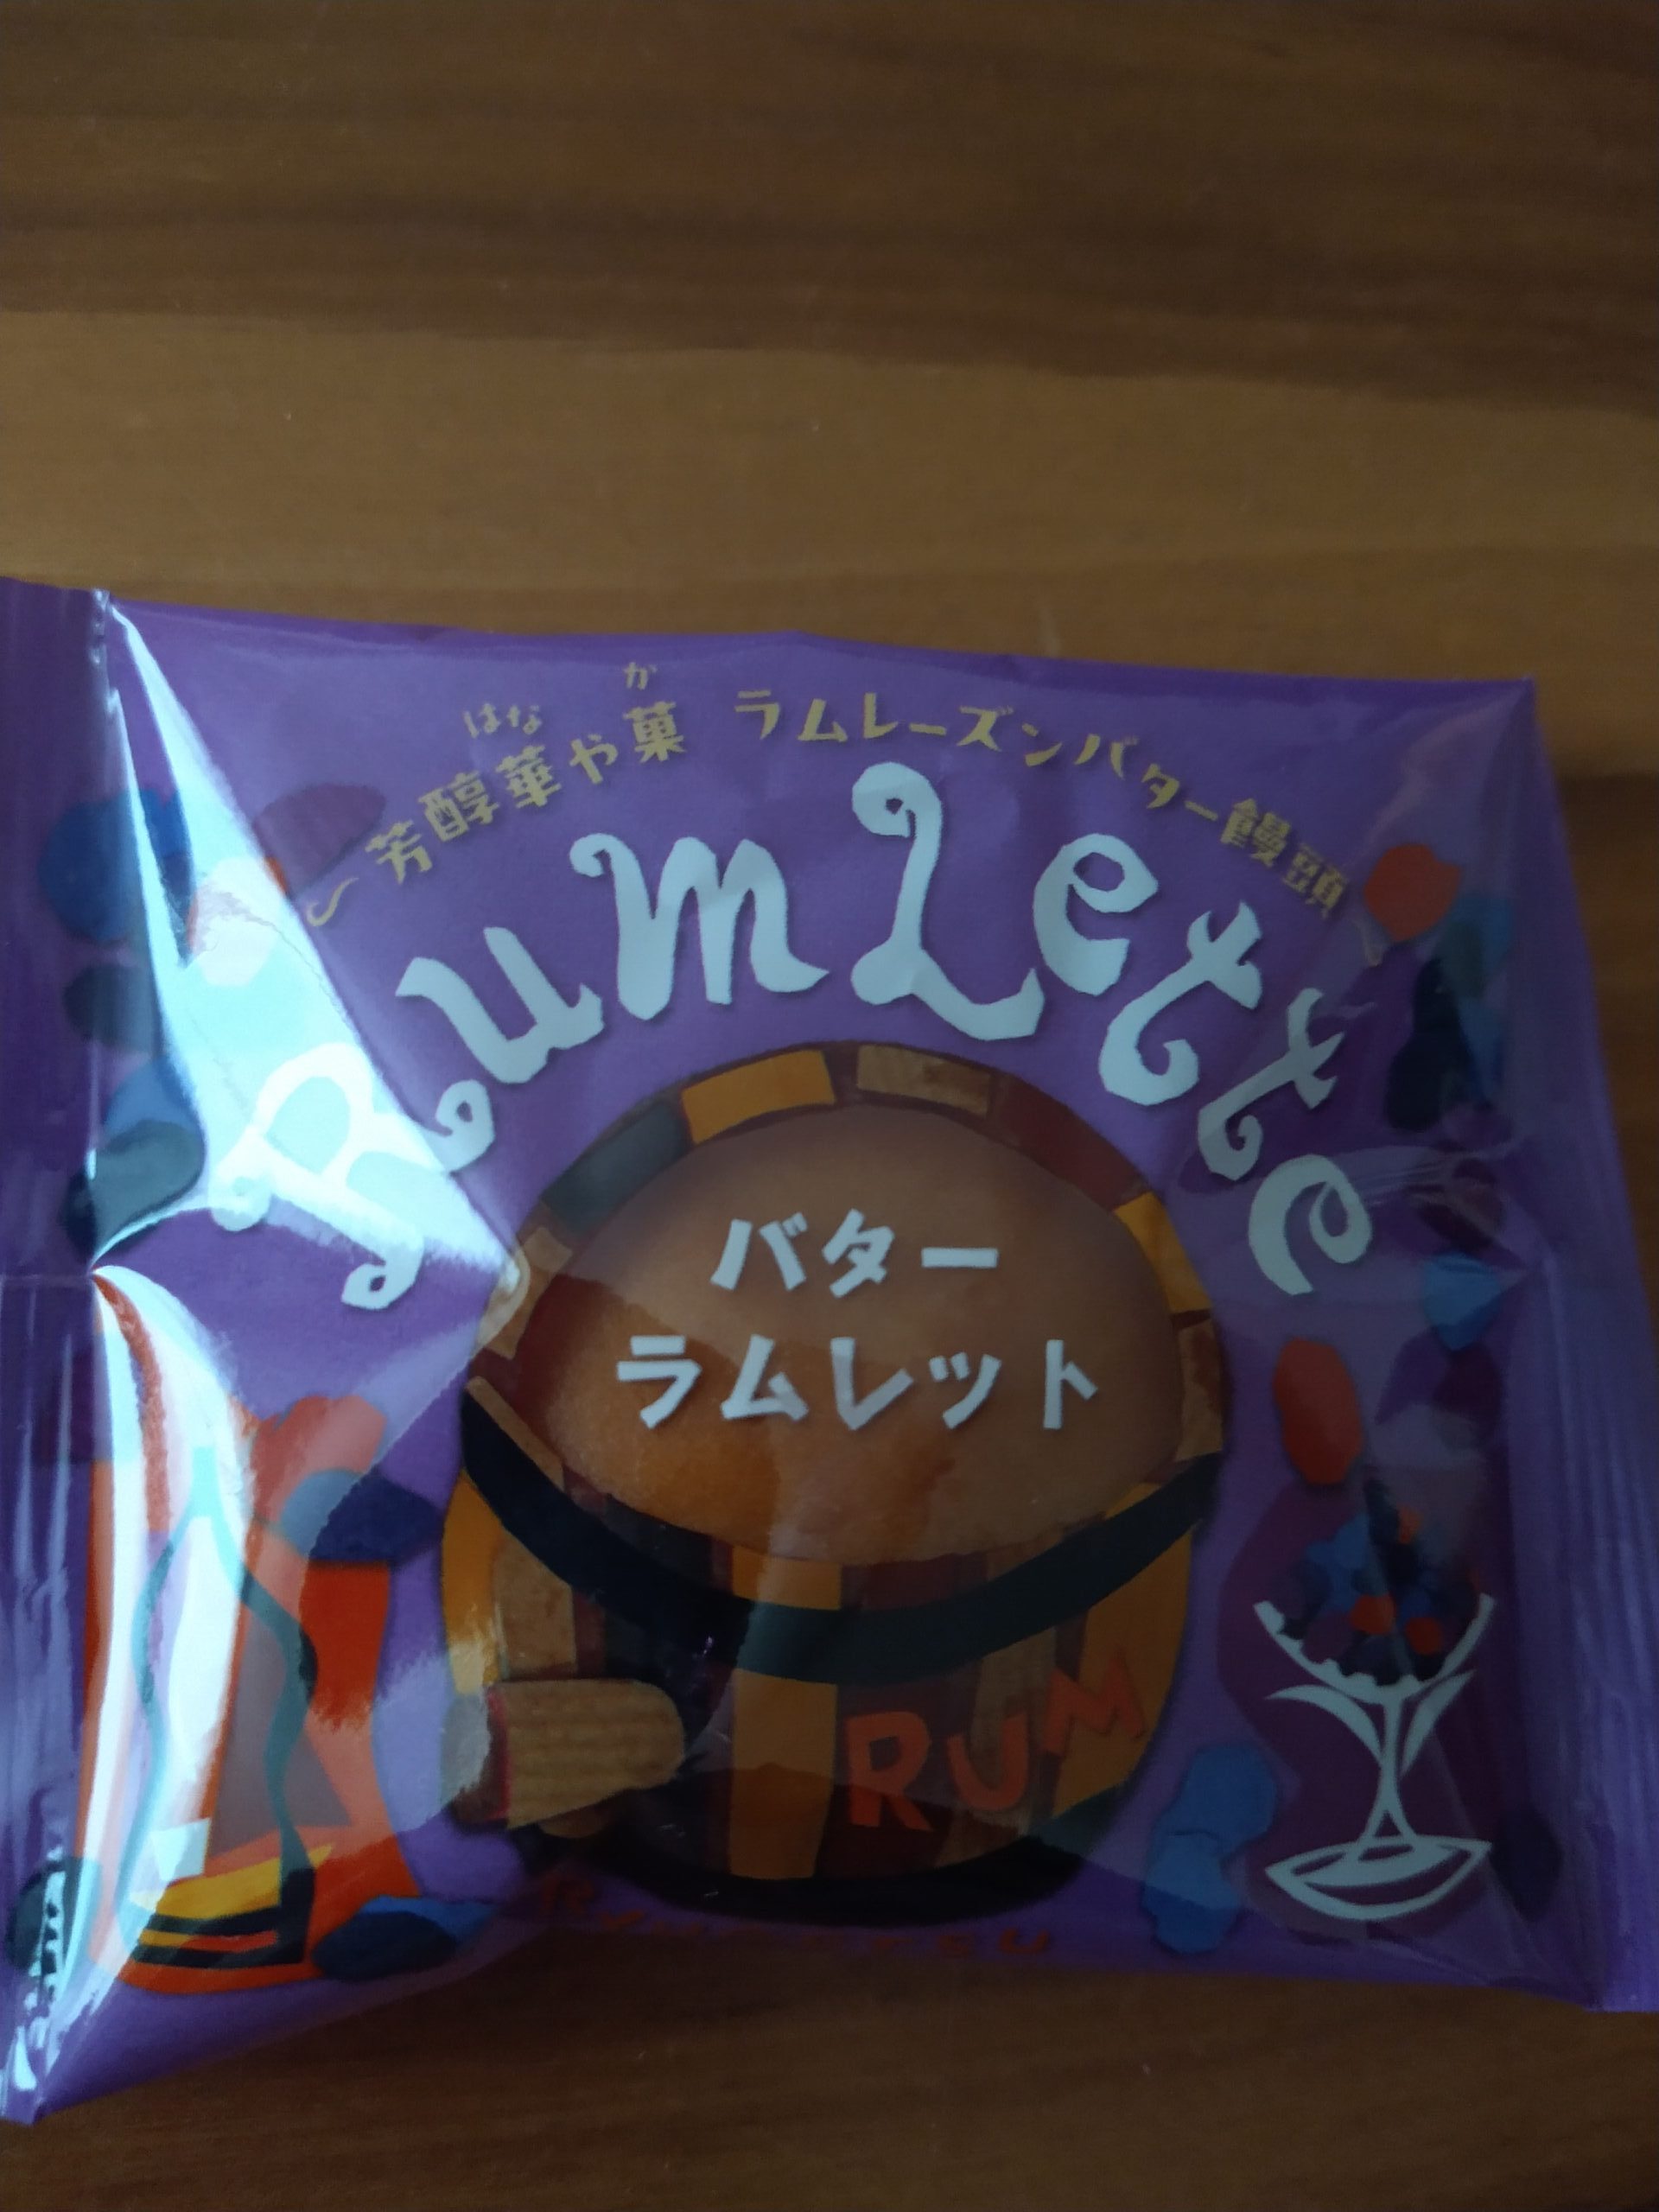 〜芳醇華や菓 ラムレーズンバター饅頭〜
はな か
RumLette
バター
ラムレット
RUM